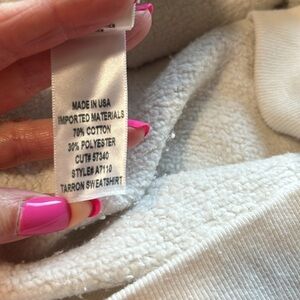 MADE IN USA
IMPORTED MATERIALS
70% COTTON
30% POLYESTER
CUT# 57340
STYLE# A7110
TARRON SWEATSHIRT